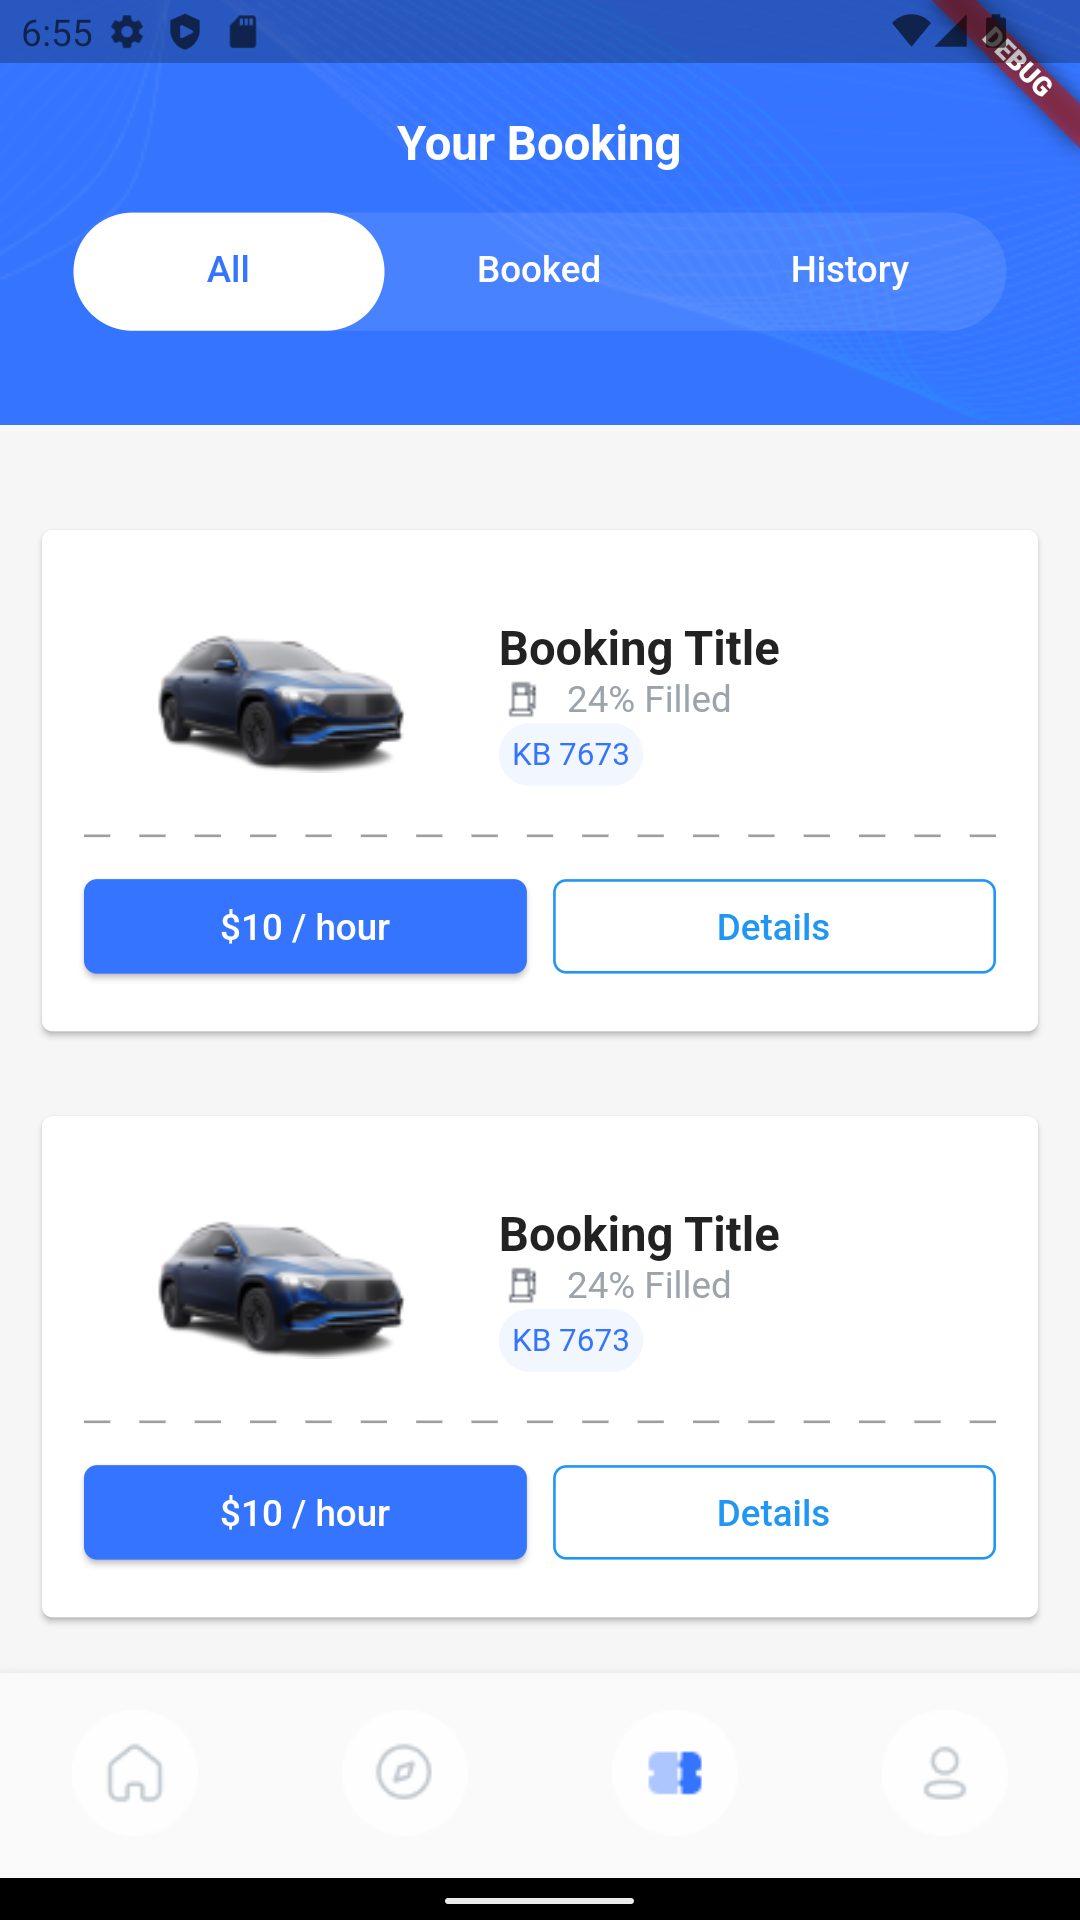 6:55
DEBUG
Your Booking
All Booked History
Booking Title
24% Filled
KB 7673
$10 / hour Details
Booking Title
24% Filled
KB 7673
$10 / hour Details